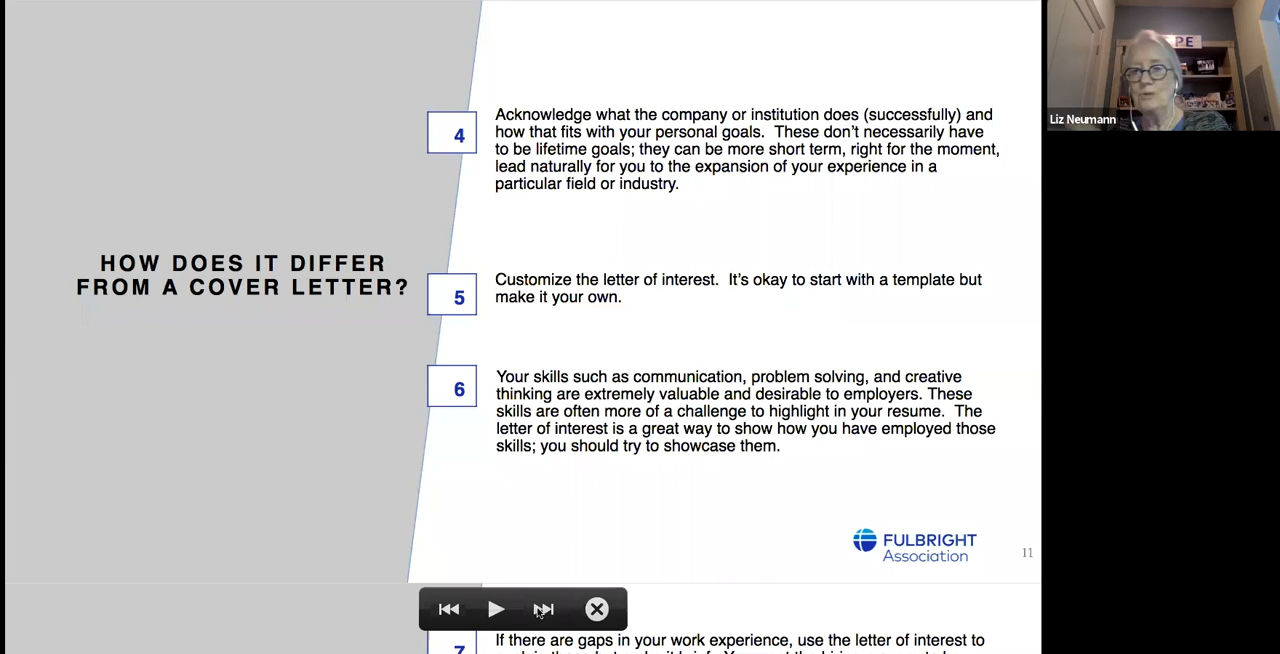 HOW DOES IT DIFFER
FROM A COVER LETTER?
4
Acknowledge what the company or institution does (successfully) and
how that fits with your personal goals.  These don’t necessarily have
to be lifetime goals; they can be more short term, right for the moment,
lead naturally for you to the expansion of your experience in a
particular field or industry.
5
Customize the letter of interest.  It’s okay to start with a template but
make it your own.
6
Your skills such as communication, problem solving, and creative
thinking are extremely valuable and desirable to employers. These
skills are often more of a challenge to highlight in your resume.  The
letter of interest is a great way to show how you have employed those
skills; you should try to showcase them.
FULBRIGHT
Association
11
7
If there are gaps in your work experience, use the letter of interest to
PE
Liz Neumann